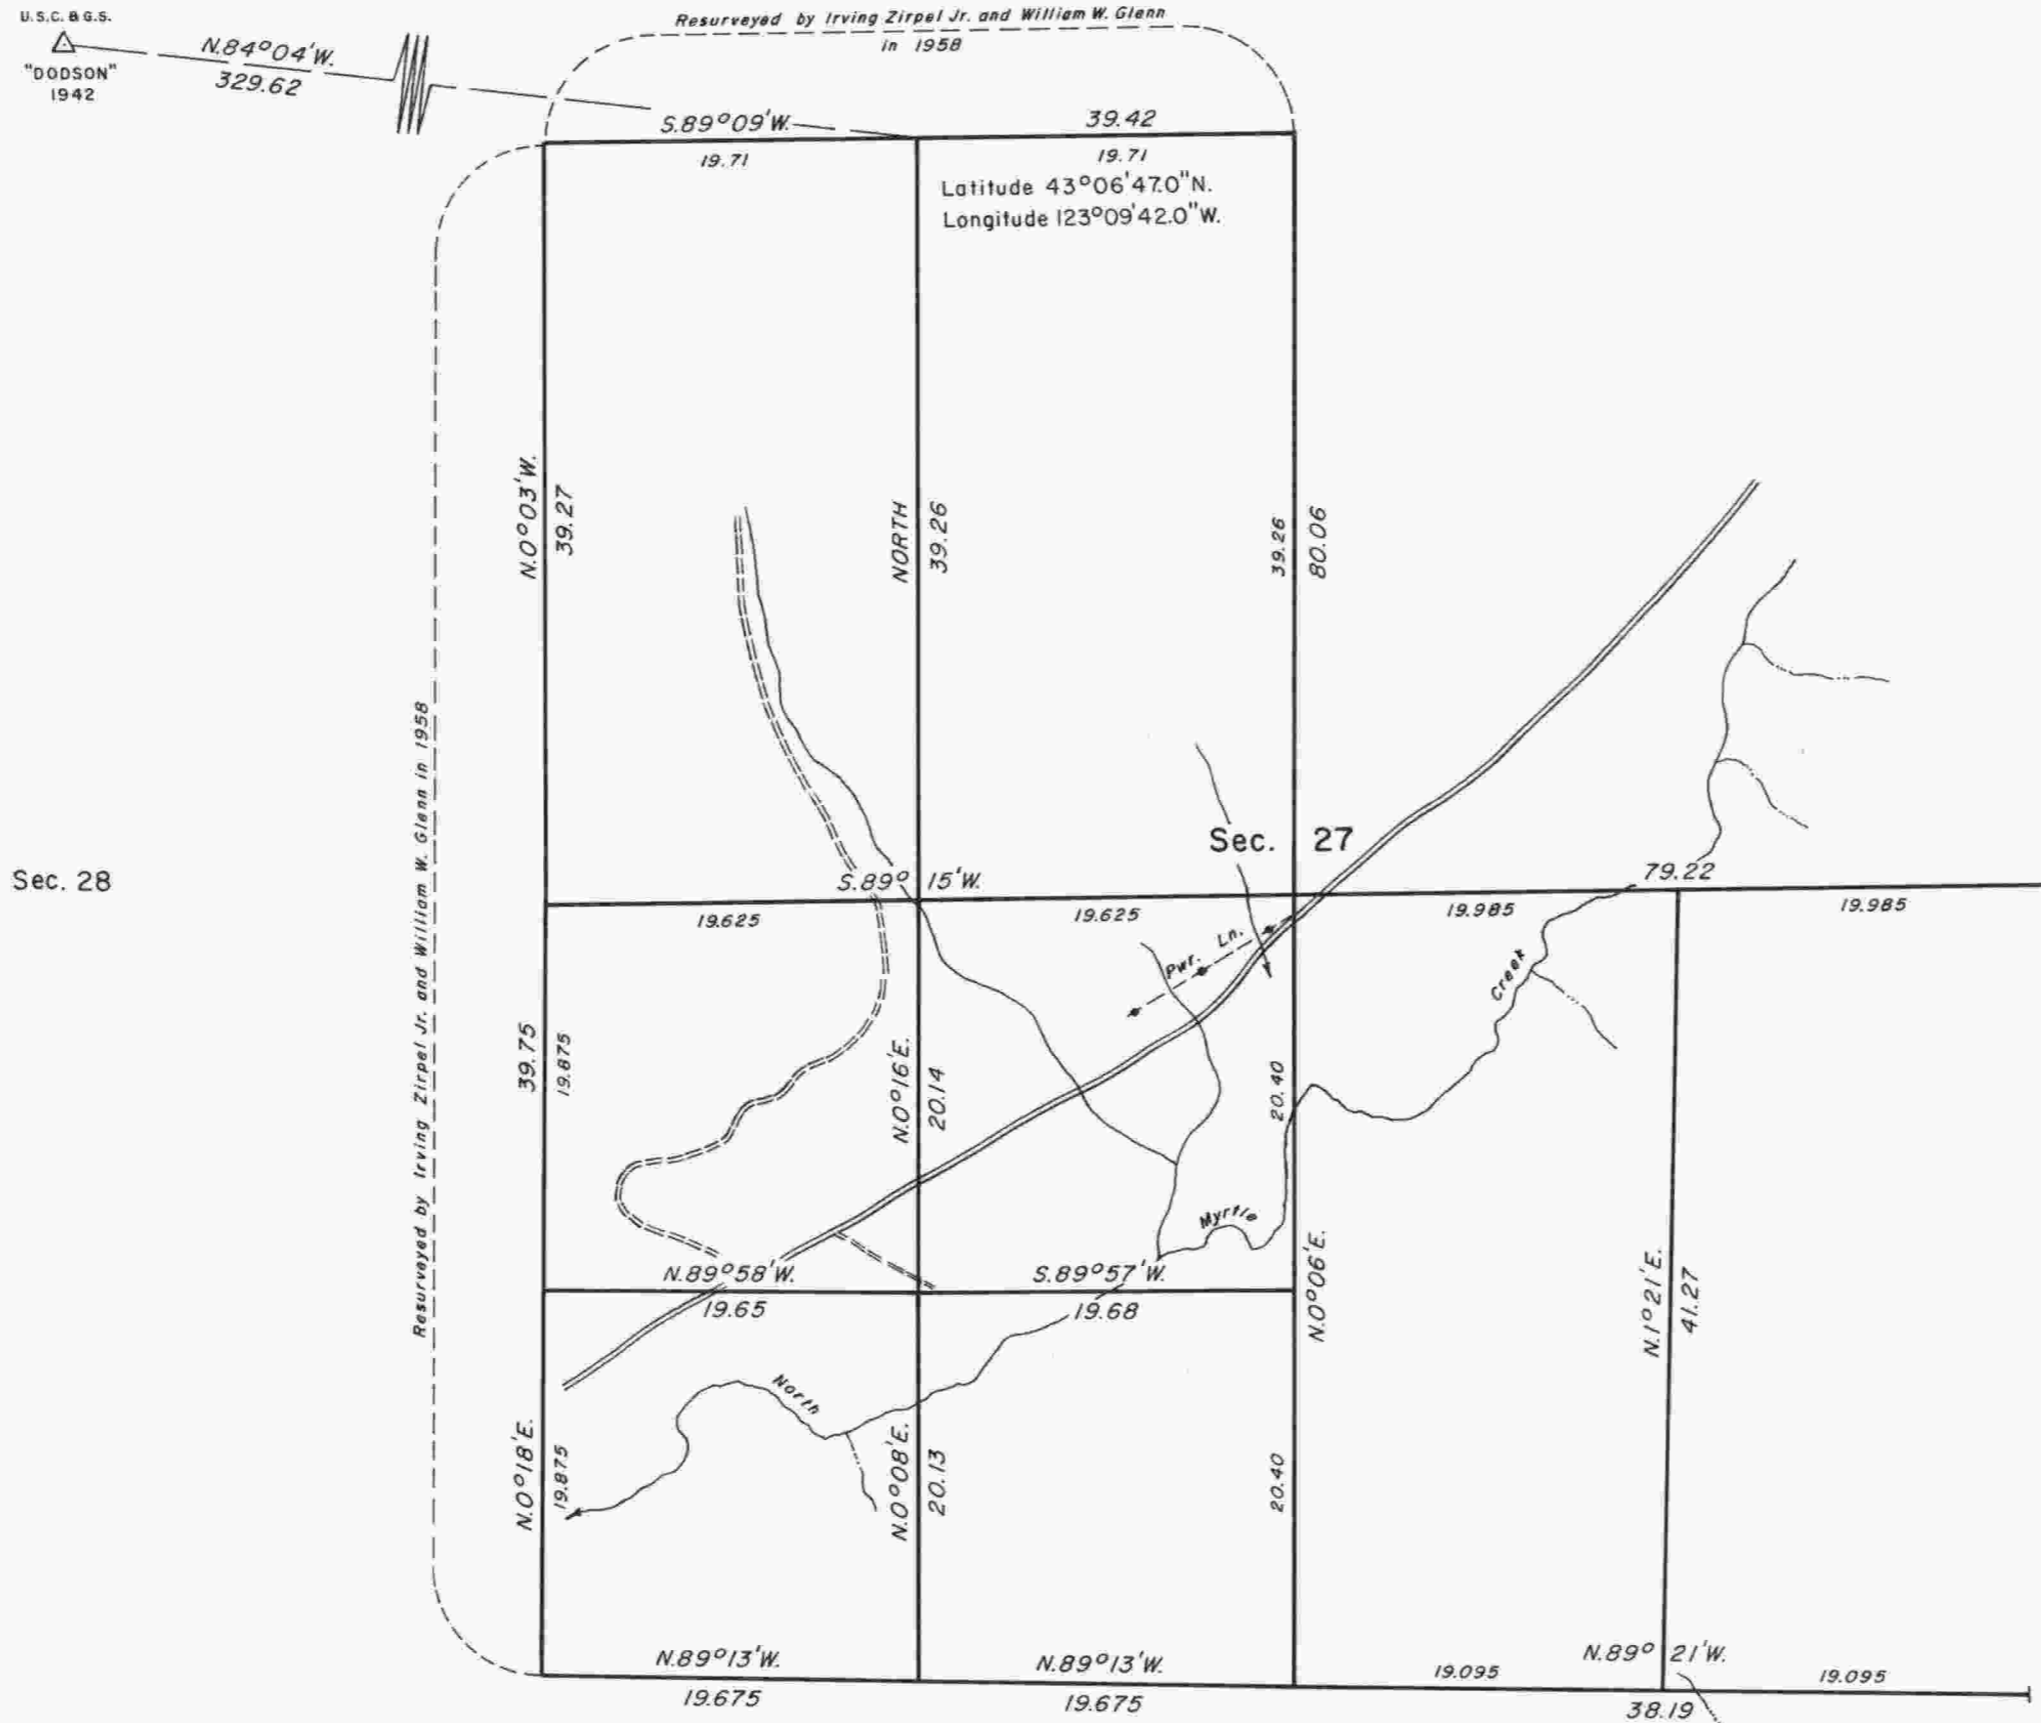 U.S.C. & G.S.
"DODSON"
1942
N.84°04'W.
329.62
Resurveyed by Irving Zirpel Jr. and William W. Glenn
in 1958
S.89°09'W.
39.42
19.71
19.71
Latitude 43°06'47.0"N.
Longitude 123°09'42.0"W.
N.0°03'W.
39.27
NORTH
39.26
39.26
80.06
Resurveyed by Irving Zirpel Jr. and William W. Glenn in 1958
Sec. 28
Sec. 27
S.89° 15'W.
79.22
19.625
19.625
19.985
19.985
Pwr. Ln.
Creek
39.75
19.875
N.0°16'E.
20.14
20.40
Myrtle
N.89°58'W.
S.89°57'W.
19.65
19.68
N.0°06'E.
N.1°21'E.
41.27
North
N.0°18'E.
19.875
N.0°08'E.
20.13
20.40
N.89°13'W.
N.89°13'W.
19.095
N.89° 21'W.
19.095
19.675
19.675
38.19